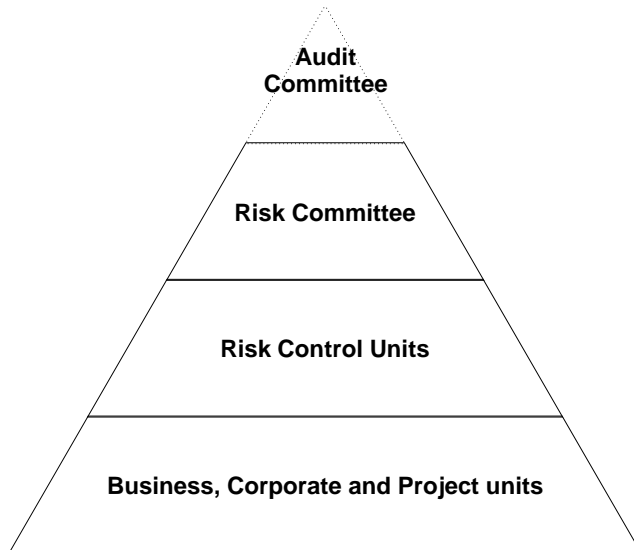 Audit
Committee
Risk Committee
Risk Control Units
Business, Corporate and Project units